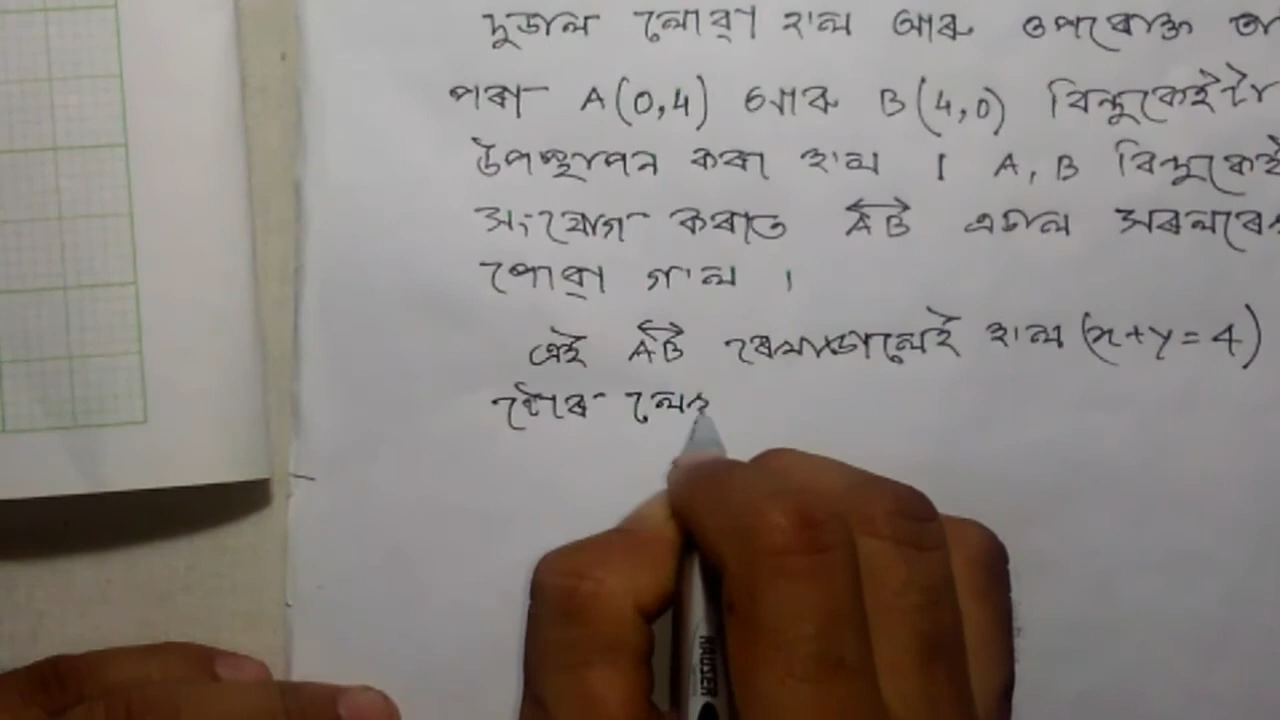 দুডাল লোৱা হ'ল আৰু ওপৰোক্ত
পৰা A(0,4) আৰু B(4,0) বিন্দুকেইটা
উপস্থাপন কৰা হ'ল । A, B বিন্দুকেই
সংযোগ কৰাত AB এডাল সৰলৰে
পোৱা গ'ল ।
এই AB ৰেখাডালেই হ'ল (x+y=4)
HAUSER